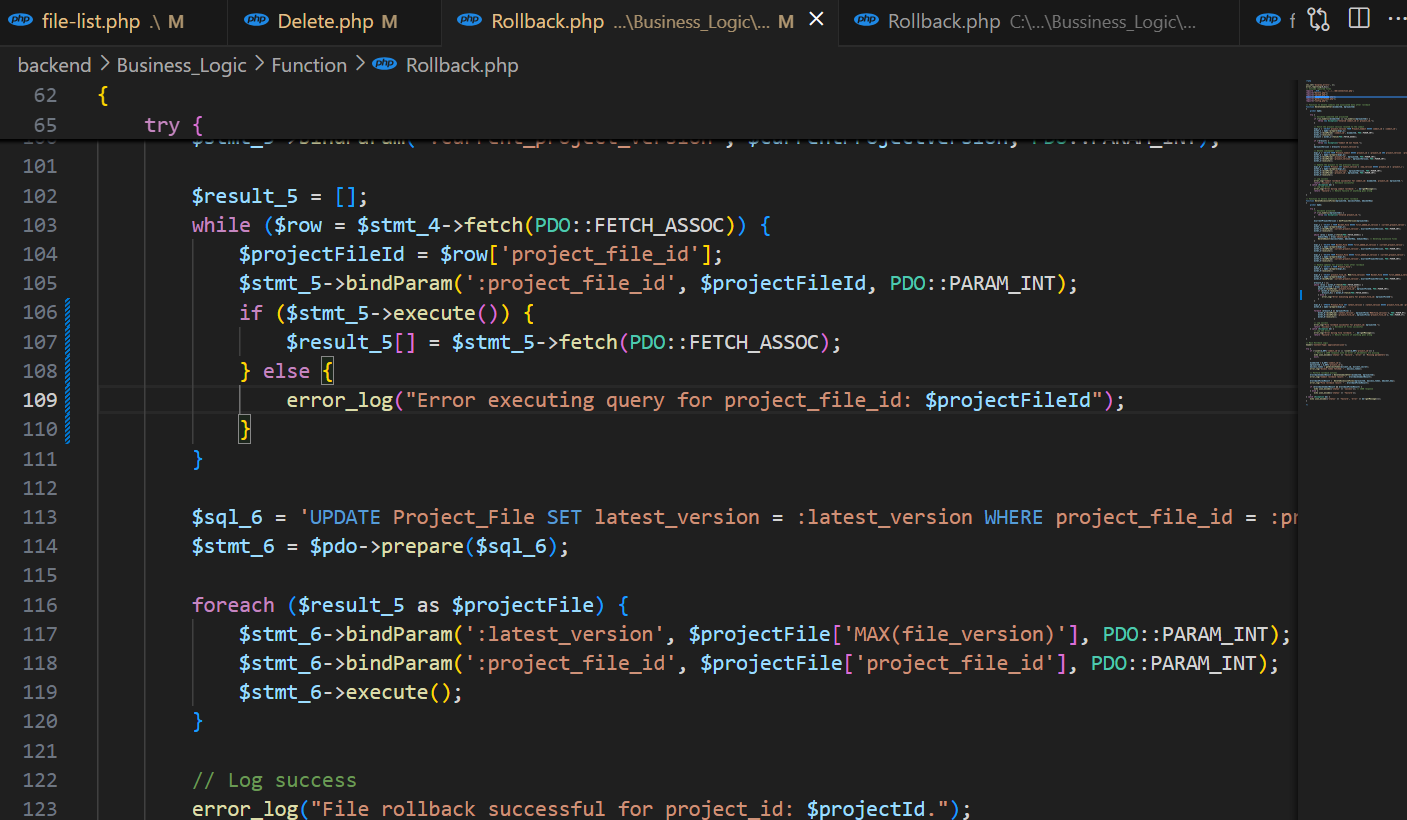 php file-list.php .\ M
php Delete.php M
php Rollback.php ...\Business_Logic\... M
php Rollback.php C:\...\Bussiness_Logic\...
php f
backend > Business_Logic > Function > php Rollback.php
62 {
65 try {
101
102 $result_5 = [];
103 while ($row = $stmt_4->fetch(PDO::FETCH_ASSOC)) {
104 $projectFileId = $row['project_file_id'];
105 $stmt_5->bindParam(':project_file_id', $projectFileId, PDO::PARAM_INT);
106 if ($stmt_5->execute()) {
107 $result_5[] = $stmt_5->fetch(PDO::FETCH_ASSOC);
108 } else {
109 error_log("Error executing query for project_file_id: $projectFileId");
110 }
111 }
112
113 $sql_6 = 'UPDATE Project_File SET latest_version = :latest_version WHERE project_file_id = :pr
114 $stmt_6 = $pdo->prepare($sql_6);
115
116 foreach ($result_5 as $projectFile) {
117 $stmt_6->bindParam(':latest_version', $projectFile['MAX(file_version)'], PDO::PARAM_INT);
118 $stmt_6->bindParam(':project_file_id', $projectFile['project_file_id'], PDO::PARAM_INT);
119 $stmt_6->execute();
120 }
121
122 // Log success
123 error_log("File rollback successful for project_id: $projectId.");